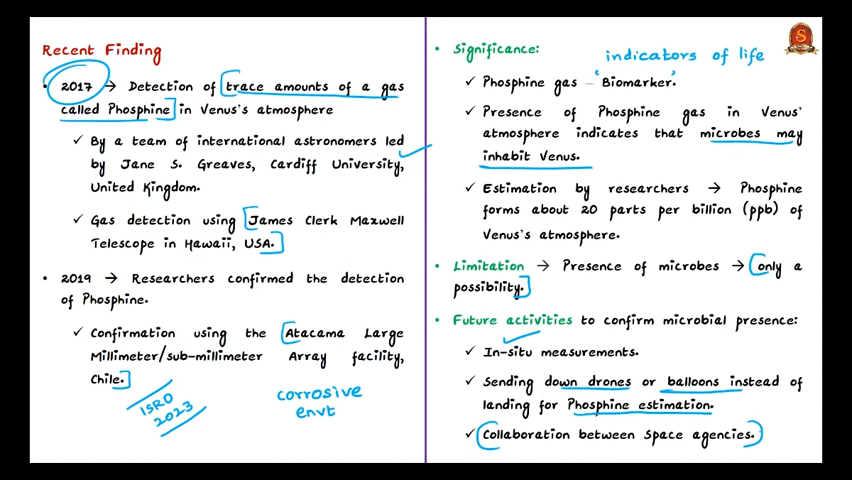 Recent Finding
• 2017 → Detection of trace amounts of a gas
called Phosphine in Venus's atmosphere
✓ By a team of international astronomers led
by Jane S. Greaves, Cardiff University,
United Kingdom.
✓ Gas detection using James Clerk Maxwell
Telescope in Hawaii, USA.
• 2019 → Researchers confirmed the detection
of Phosphine.
✓ Confirmation using the Atacama Large
Millimeter/sub-millimeter Array facility,
Chile.
ISRO
2023
corrosive
envt
• Significance:
indicators of life
✓ Phosphine gas – 'Biomarker'.
✓ Presence of Phosphine gas in Venus'
atmosphere indicates that microbes may
inhabit Venus.
✓ Estimation by researchers → Phosphine
forms about 20 parts per billion (ppb) of
Venus's atmosphere.
• Limitation → Presence of microbes → only a
possibility.
• Future activities to confirm microbial presence:
✓ In-situ measurements.
✓ Sending down drones or balloons instead of
landing for Phosphine estimation.
✓ Collaboration between Space agencies.
S